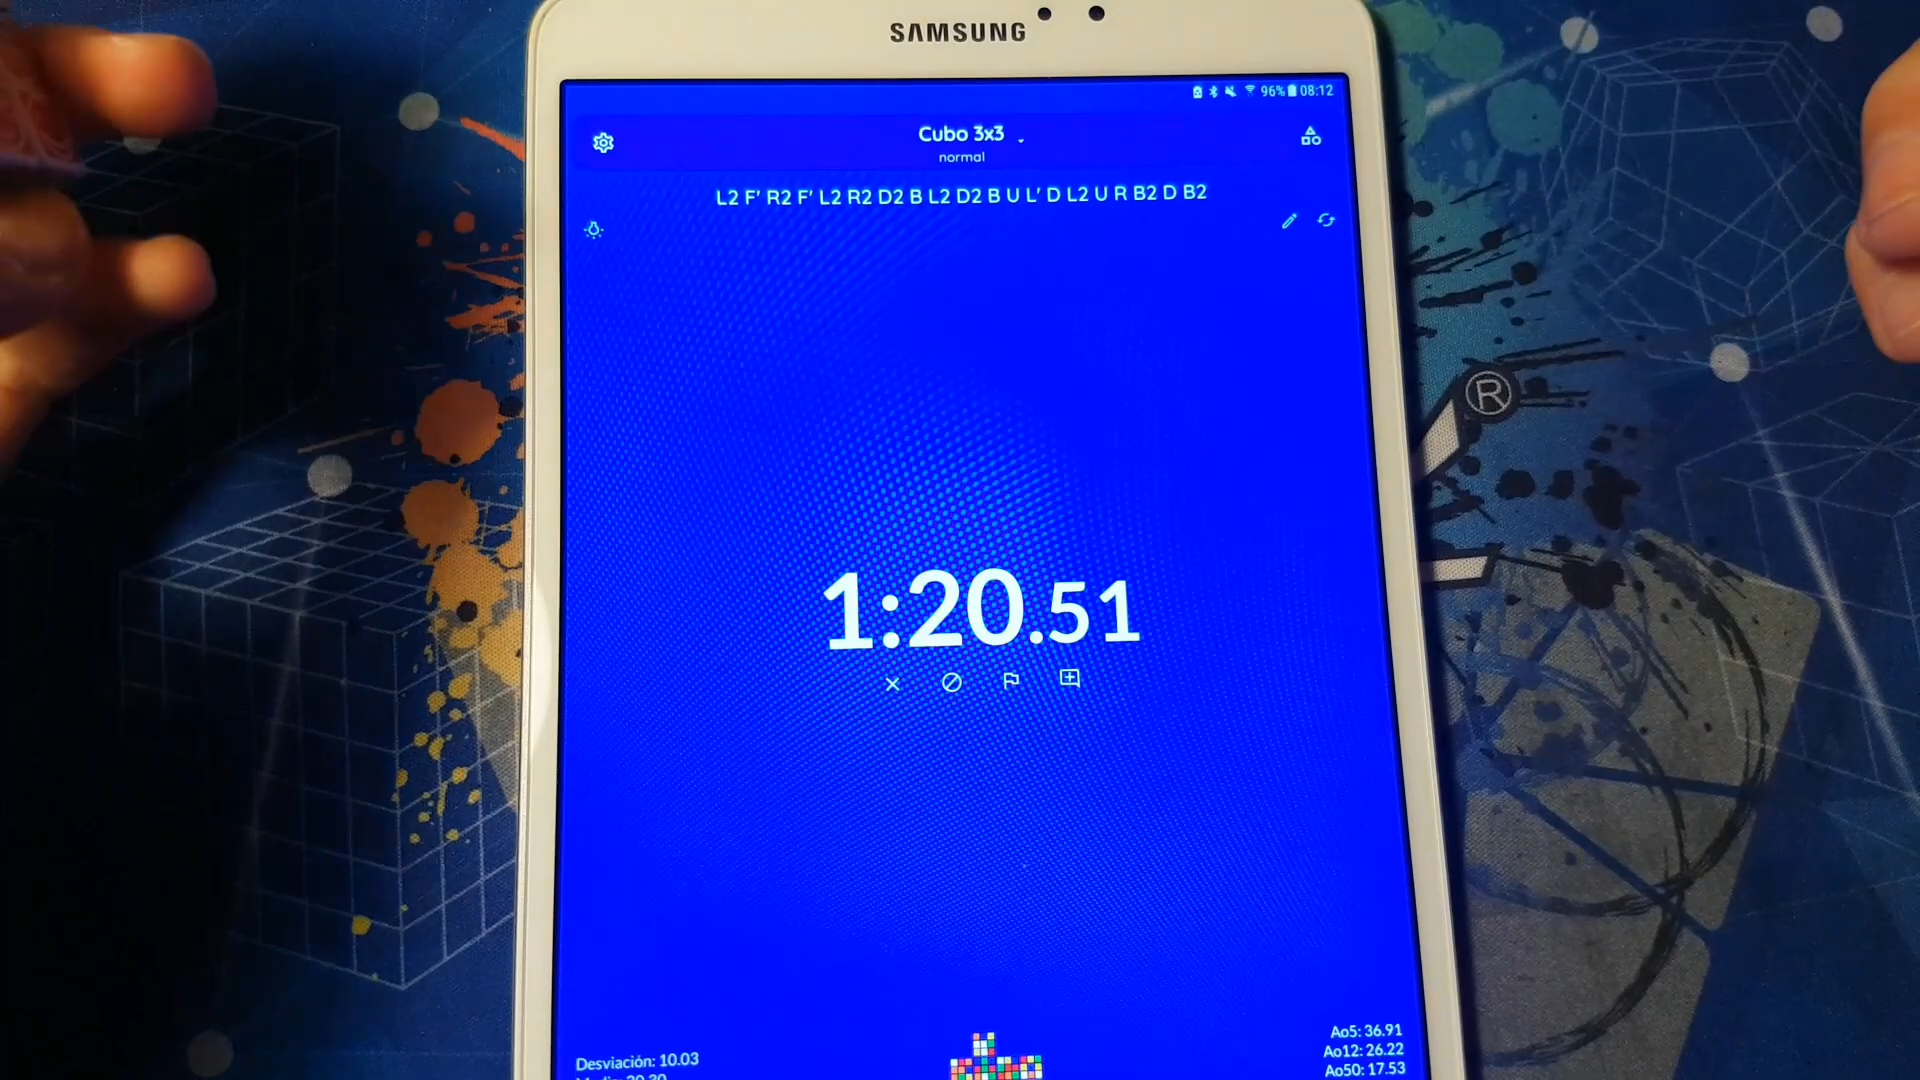 SAMSUNG
96% 08:12
Cubo 3x3
normal
L2 F' R2 F' L2 R2 D2 B L2 D2 B U L' D L2 U R B2 D B2
1:20.51
Desviación: 10.03
Ao5: 36.91
Ao12: 26.22
Ao50: 17.53
®